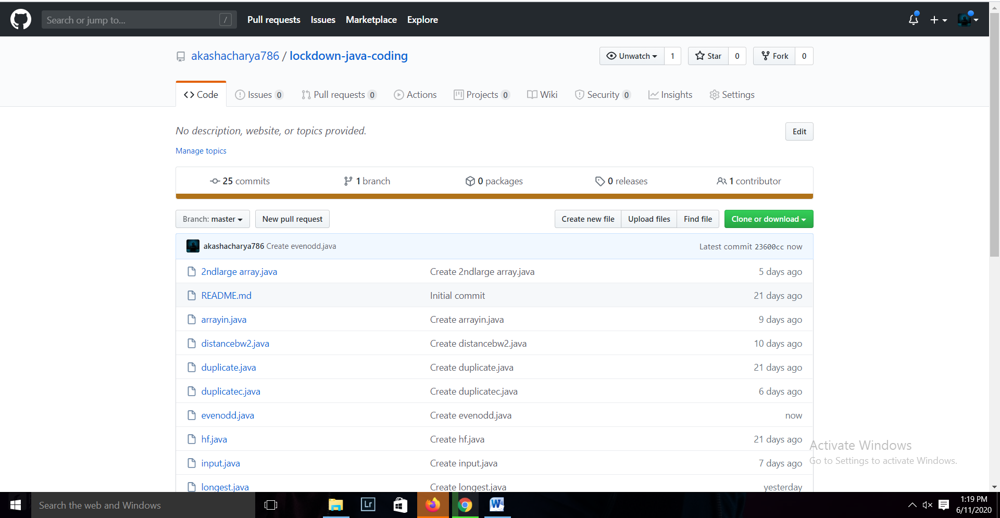 Search or jump to... /
Pull requests Issues Marketplace Explore
akashacharya786 / lockdown-java-coding
Unwatch 1 Star 0 Fork 0
Code Issues 0 Pull requests 0 Actions Projects 0 Wiki Security 0 Insights Settings
No description, website, or topics provided.
Edit
Manage topics
25 commits 1 branch 0 packages 0 releases 1 contributor
Branch: master New pull request Create new file Upload files Find file Clone or download
akashacharya786 Create evenodd.java Latest commit 23600cc now
2ndlarge array.java Create 2ndlarge array.java 5 days ago
README.md Initial commit 21 days ago
arrayin.java Create arrayin.java 9 days ago
distancebw2.java Create distancebw2.java 10 days ago
duplicate.java Create duplicate.java 21 days ago
duplicatec.java Create duplicatec.java 6 days ago
evenodd.java Create evenodd.java now
hf.java Create hf.java 21 days ago
input.java Create input.java 7 days ago
longest.java Create longest.java yesterday
Activate Windows
Go to Settings to activate Windows.
Search the web and Windows
Lr
W
1:19 PM
6/11/2020